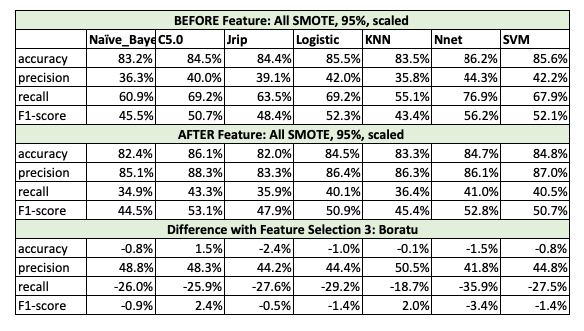 BEFORE Feature: All SMOTE, 95%, scaled
Naïve_Baye C5.0 Jrip Logistic KNN Nnet SVM
accuracy 83.2% 84.5% 84.4% 85.5% 83.5% 86.2% 85.6%
precision 36.3% 40.0% 39.1% 42.0% 35.8% 44.3% 42.2%
recall 60.9% 69.2% 63.5% 69.2% 55.1% 76.9% 67.9%
F1-score 45.5% 50.7% 48.4% 52.3% 43.4% 56.2% 52.1%
AFTER Feature: All SMOTE, 95%, scaled
accuracy 82.4% 86.1% 82.0% 84.5% 83.3% 84.7% 84.8%
precision 85.1% 88.3% 83.3% 86.4% 86.3% 86.1% 87.0%
recall 34.9% 43.3% 35.9% 40.1% 36.4% 41.0% 40.5%
F1-score 44.5% 53.1% 47.9% 50.9% 45.4% 52.8% 50.7%
Difference with Feature Selection 3: Boratu
accuracy -0.8% 1.5% -2.4% -1.0% -0.1% -1.5% -0.8%
precision 48.8% 48.3% 44.2% 44.4% 50.5% 41.8% 44.8%
recall -26.0% -25.9% -27.6% -29.2% -18.7% -35.9% -27.5%
F1-score -0.9% 2.4% -0.5% -1.4% 2.0% -3.4% -1.4%